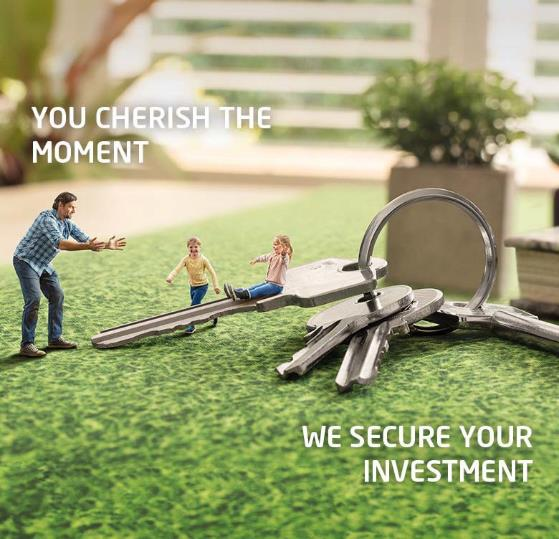 YOU CHERISH THE
MOMENT
WE SECURE YOUR
INVESTMENT